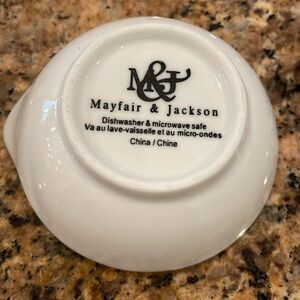 M&J
Mayfair & Jackson
Dishwasher & microwave safe
Va au lave-vaisselle et au micro-ondes
China / Chine